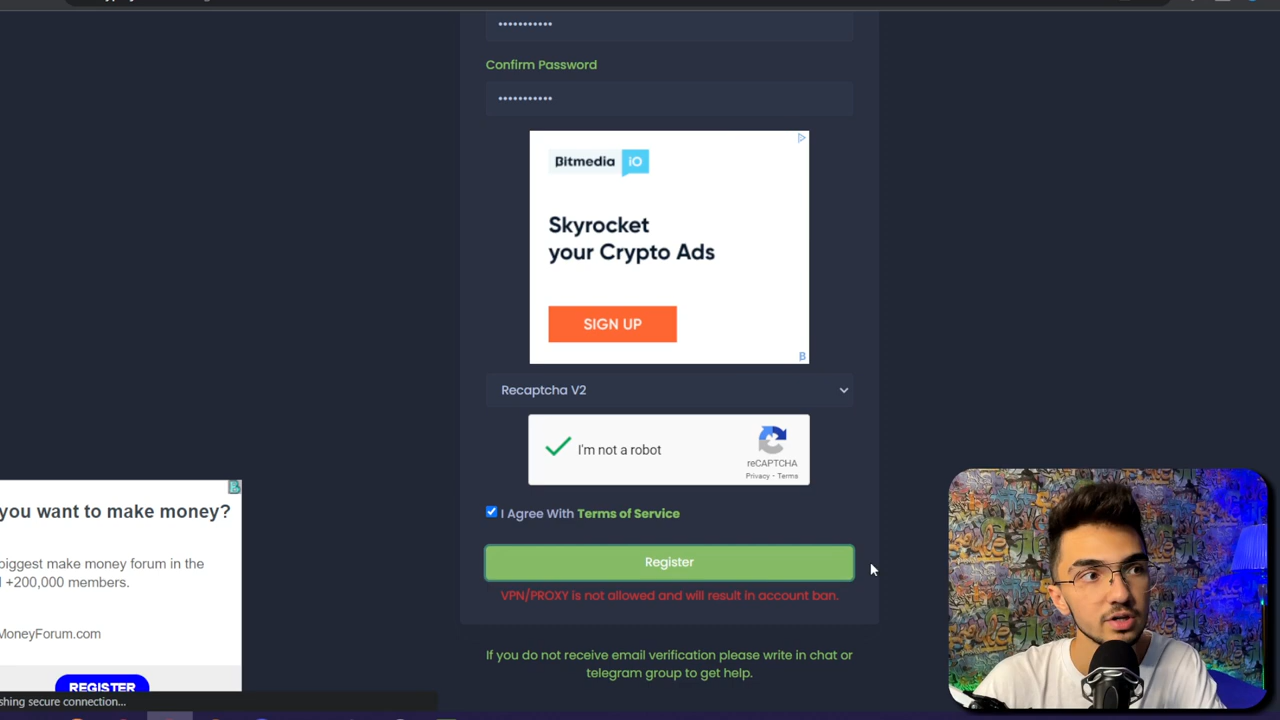 •••••••••••
Confirm Password
•••••••••••
Bitmedia iO
Skyrocket
your Crypto Ads
SIGN UP
Recaptcha V2
I'm not a robot
reCAPTCHA
Privacy - Terms
I Agree With Terms of Service
Register
VPN/PROXY is not allowed and will result in account ban.
If you do not receive email verification please write in chat or
telegram group to get help.
you want to make money?
biggest make money forum in the
+200,000 members.
MoneyForum.com
REGISTER
shing secure connection...